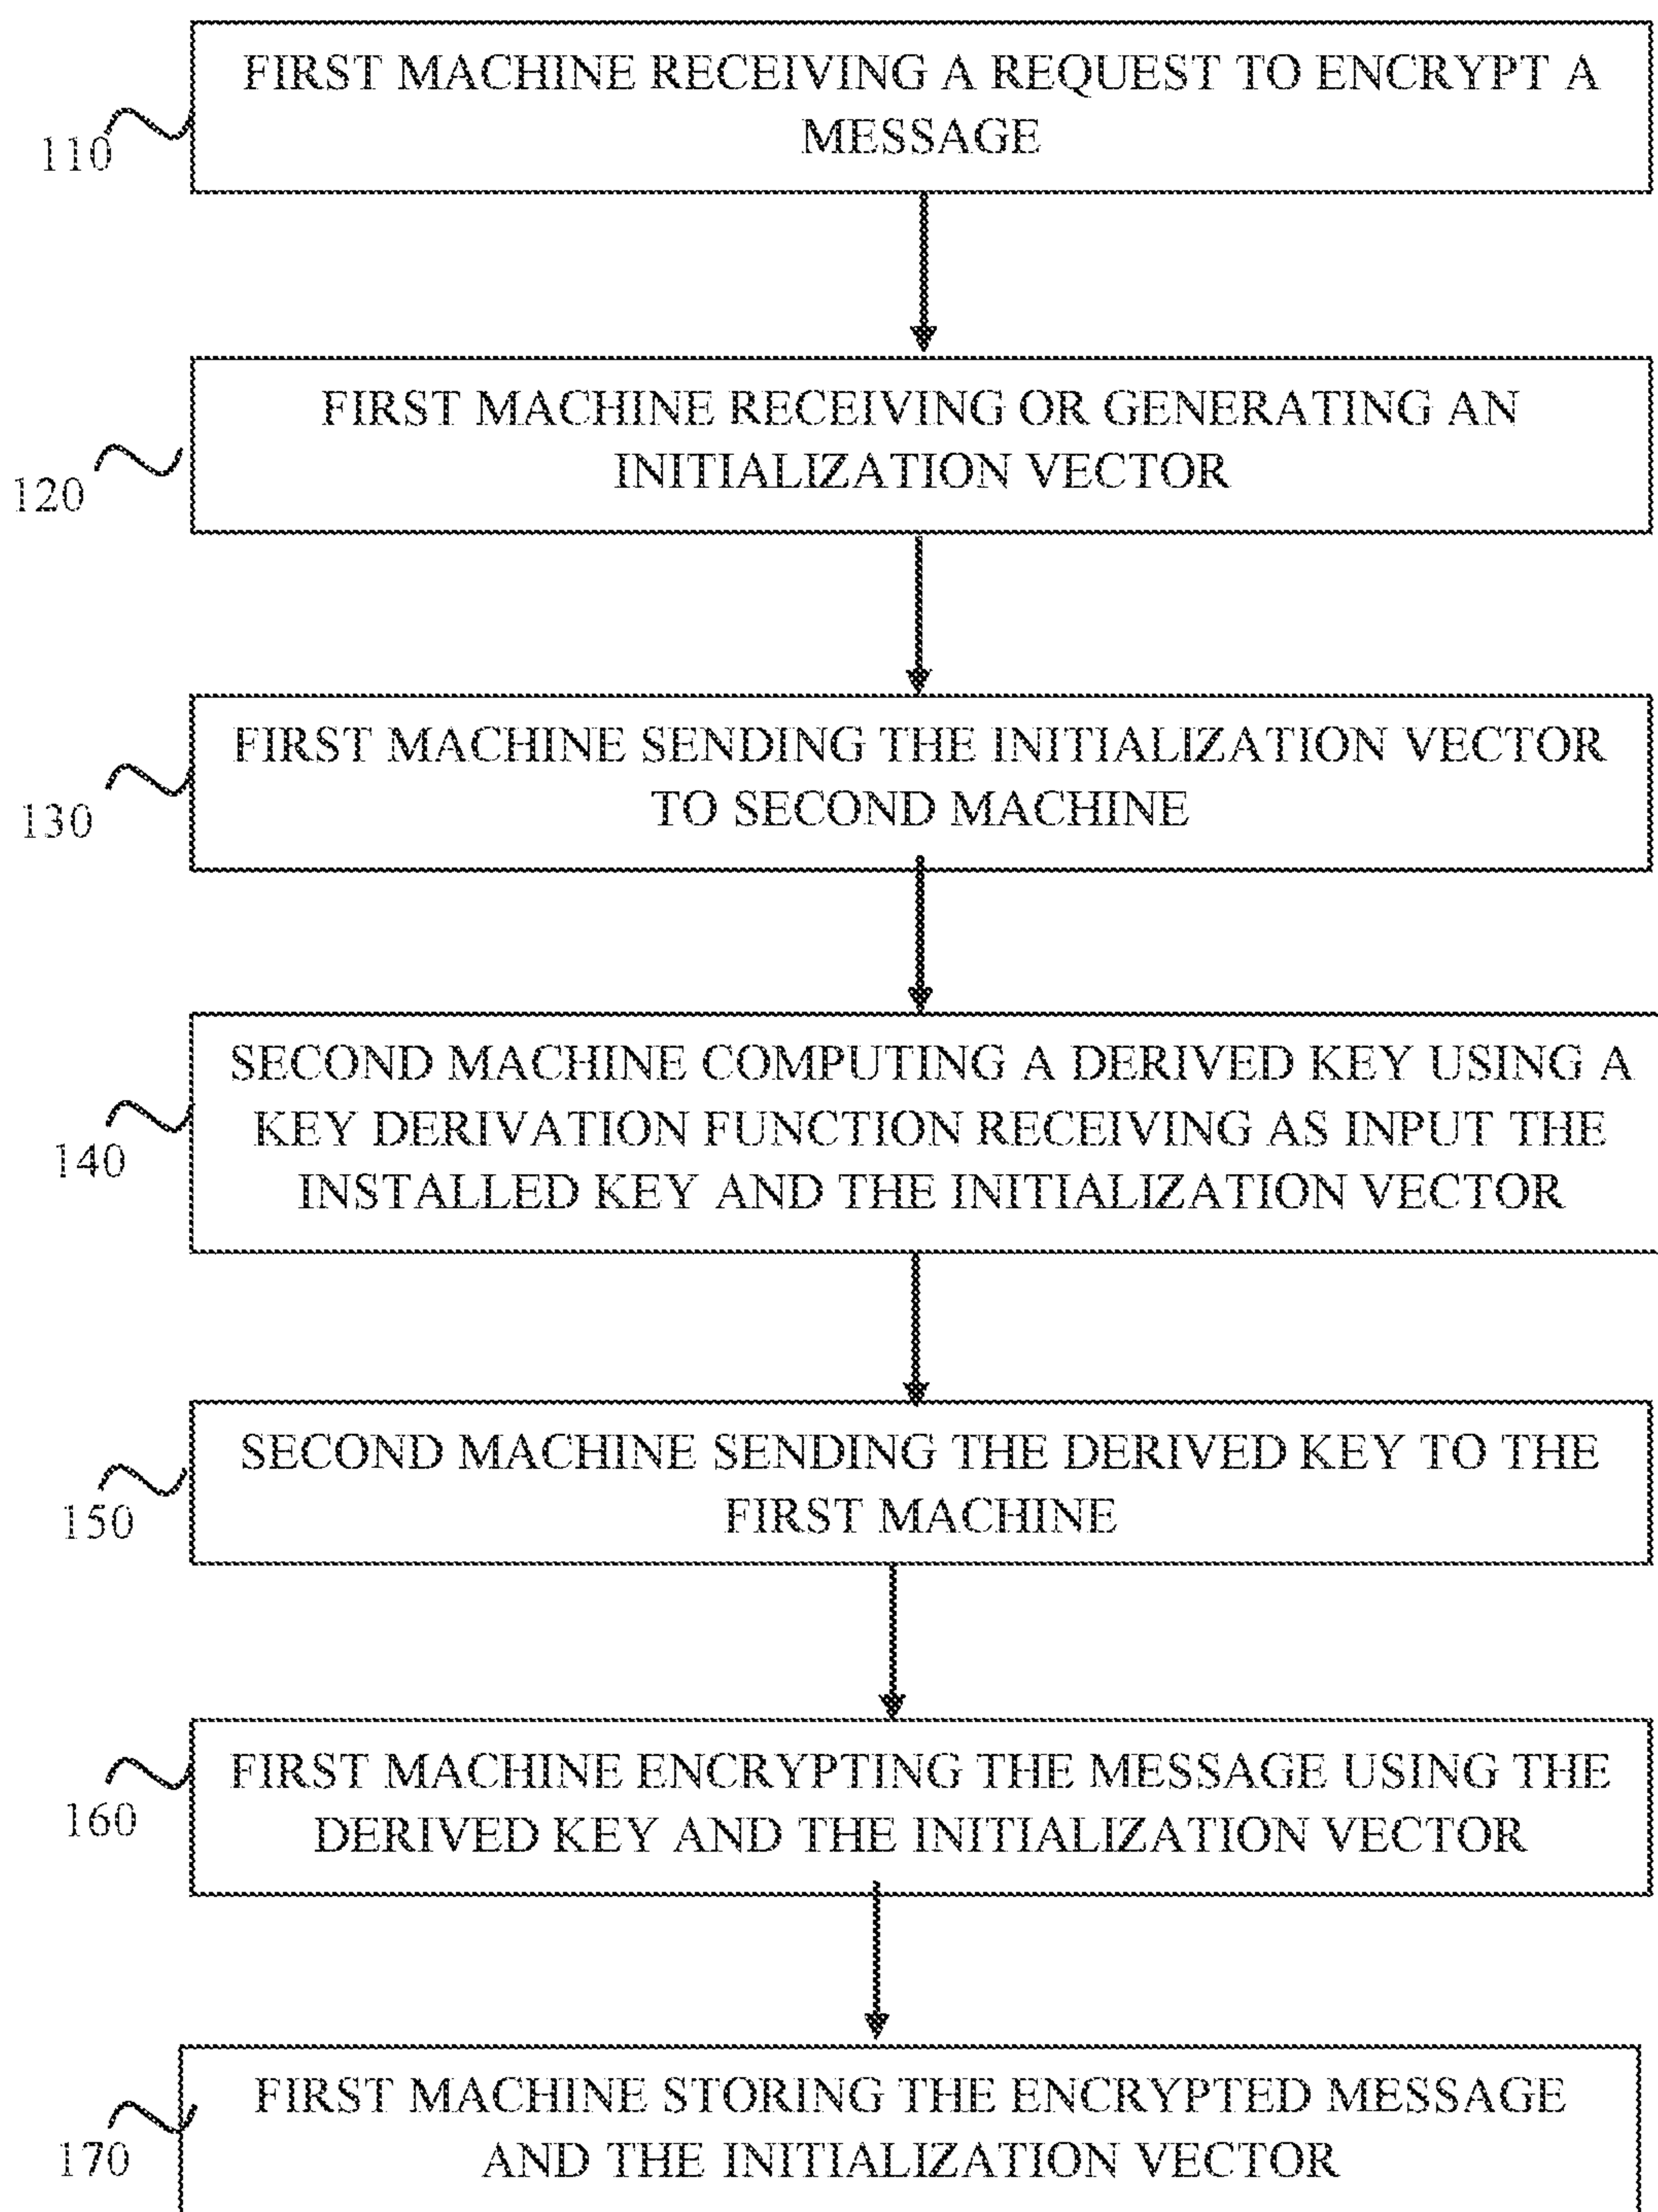 FIRST MACHINE RECEIVING A REQUEST TO ENCRYPT A
MESSAGE
110
FIRST MACHINE RECEIVING OR GENERATING AN
INITIALIZATION VECTOR
120
FIRST MACHINE SENDING THE INITIALIZATION VECTOR
TO SECOND MACHINE
130
SECOND MACHINE COMPUTING A DERIVED KEY USING A
KEY DERIVATION FUNCTION RECEIVING AS INPUT THE
INSTALLED KEY AND THE INITIALIZATION VECTOR
140
SECOND MACHINE SENDING THE DERIVED KEY TO THE
FIRST MACHINE
150
FIRST MACHINE ENCRYPTING THE MESSAGE USING THE
DERIVED KEY AND THE INITIALIZATION VECTOR
160
FIRST MACHINE STORING THE ENCRYPTED MESSAGE
AND THE INITIALIZATION VECTOR
170